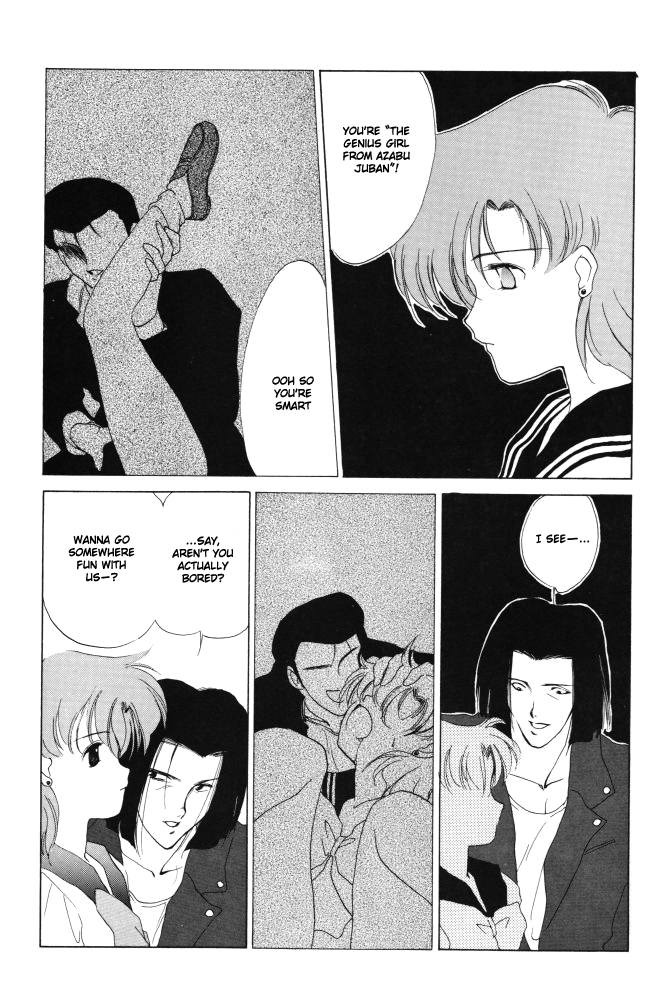 YOU'RE "THE
GENIUS GIRL
FROM AZABU
JUBAN"!
OOH SO
YOU'RE
SMART
I SEE—...
...SAY,
AREN'T YOU
ACTUALLY
BORED?
WANNA GO
SOMEWHERE
FUN WITH
US—?